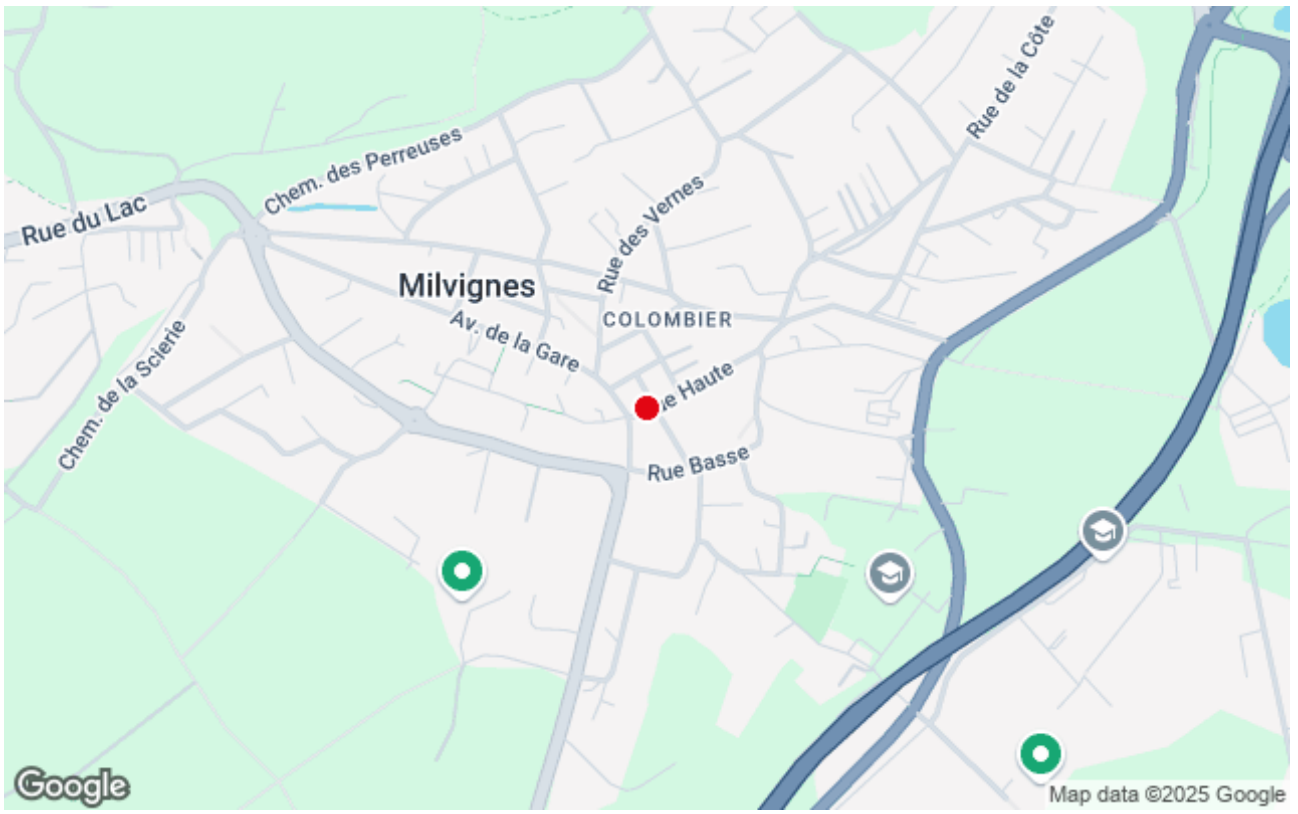 Rue de la Côte
Chem. des Perreuses
Rue du Lac
Rue des Vernes
Milvignes
COLOMBIER
Av. de la Gare
Chem. de la Scierie
ue Haute
Rue Basse
Google
Map data ©2025 Google